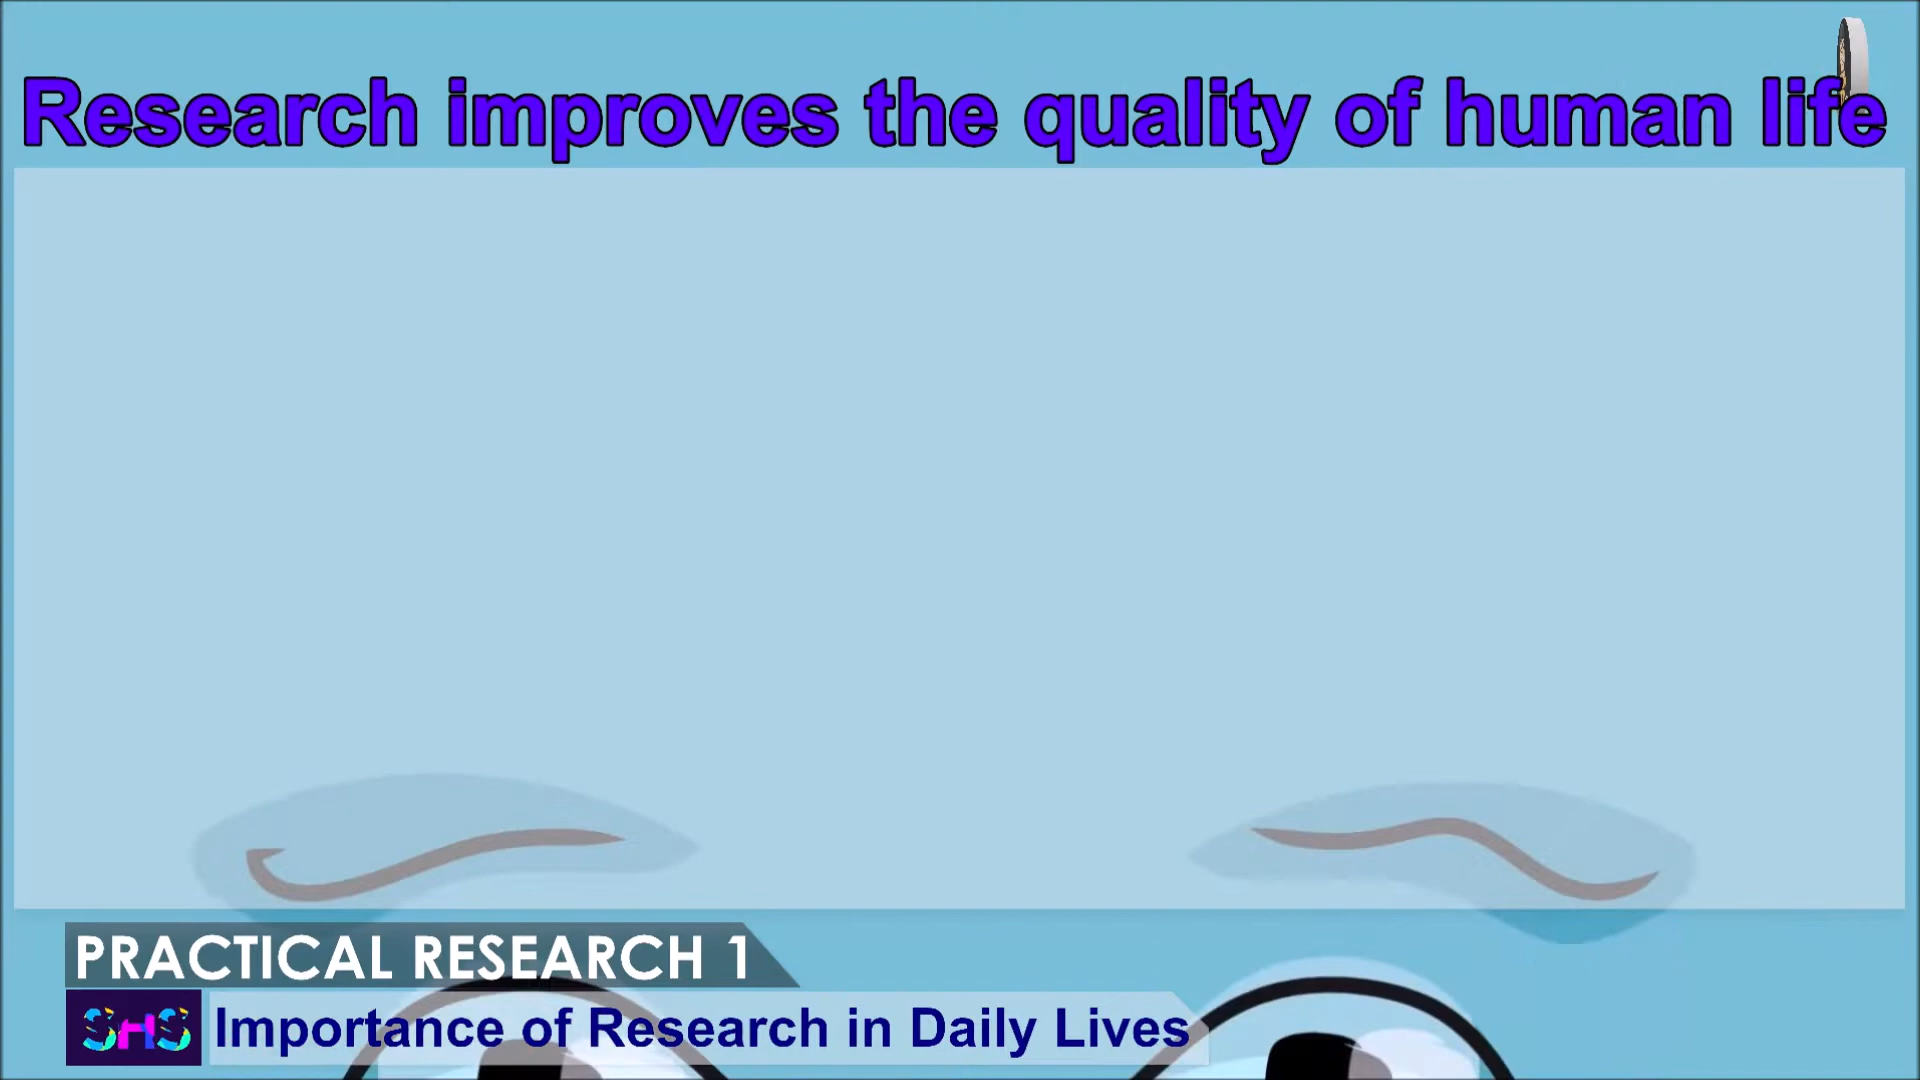 Research improves the quality of human life
PRACTICAL RESEARCH 1
SHS
Importance of Research in Daily Lives